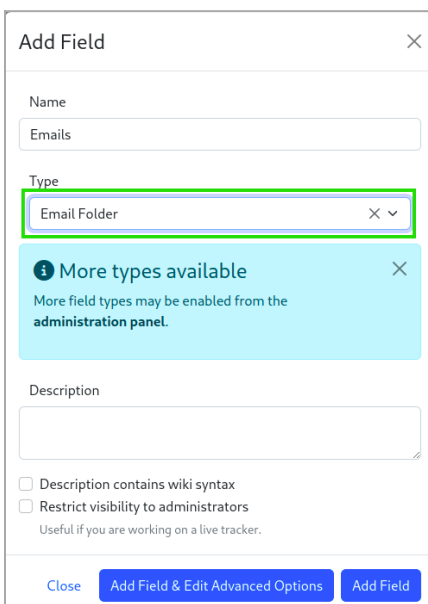 Add Field
Name
Emails
Type
Email Folder
More types available
More field types may be enabled from the
administration panel.
Description
Description contains wiki syntax
Restrict visibility to administrators
Useful if you are working on a live tracker.
Close
Add Field & Edit Advanced Options
Add Field